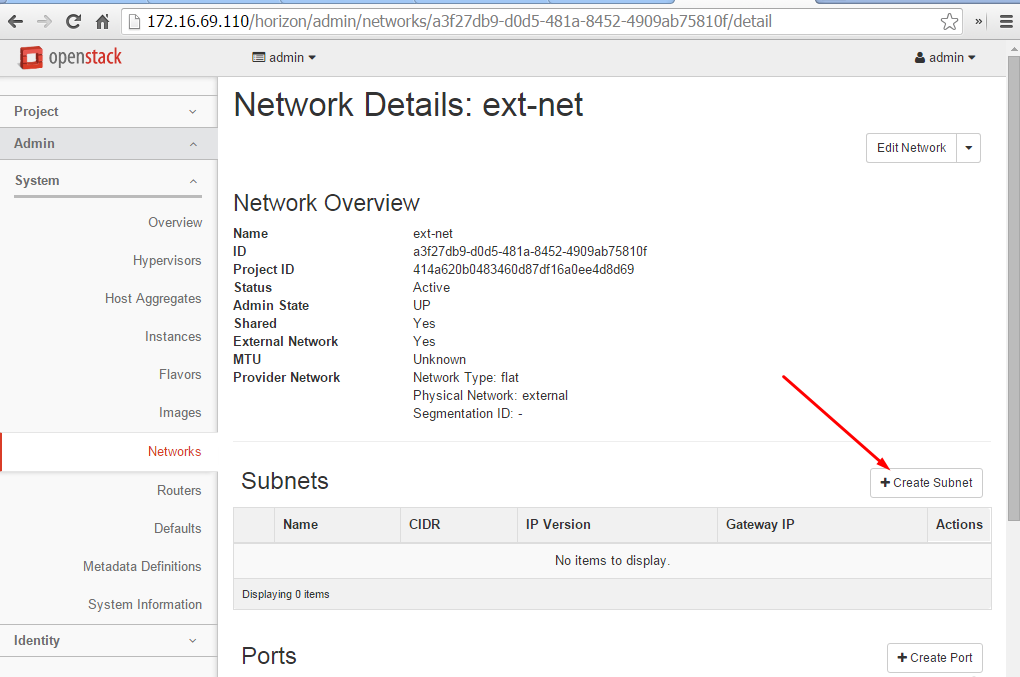 172.16.69.110/horizon/admin/networks/a3f27db9-d0d5-481a-8452-4909ab75810f/detail
openstack
admin
admin
Project
Admin
System
Overview
Hypervisors
Host Aggregates
Instances
Flavors
Images
Networks
Routers
Defaults
Metadata Definitions
System Information
Identity
Network Details: ext-net
Edit Network
Network Overview
Name ext-net
ID a3f27db9-d0d5-481a-8452-4909ab75810f
Project ID 414a620b0483460d87df16a0ee4d8d69
Status Active
Admin State UP
Shared Yes
External Network Yes
MTU Unknown
Provider Network Network Type: flat
Physical Network: external
Segmentation ID: -
Subnets
+ Create Subnet
Name CIDR IP Version Gateway IP Actions
No items to display.
Displaying 0 items
Ports
+ Create Port